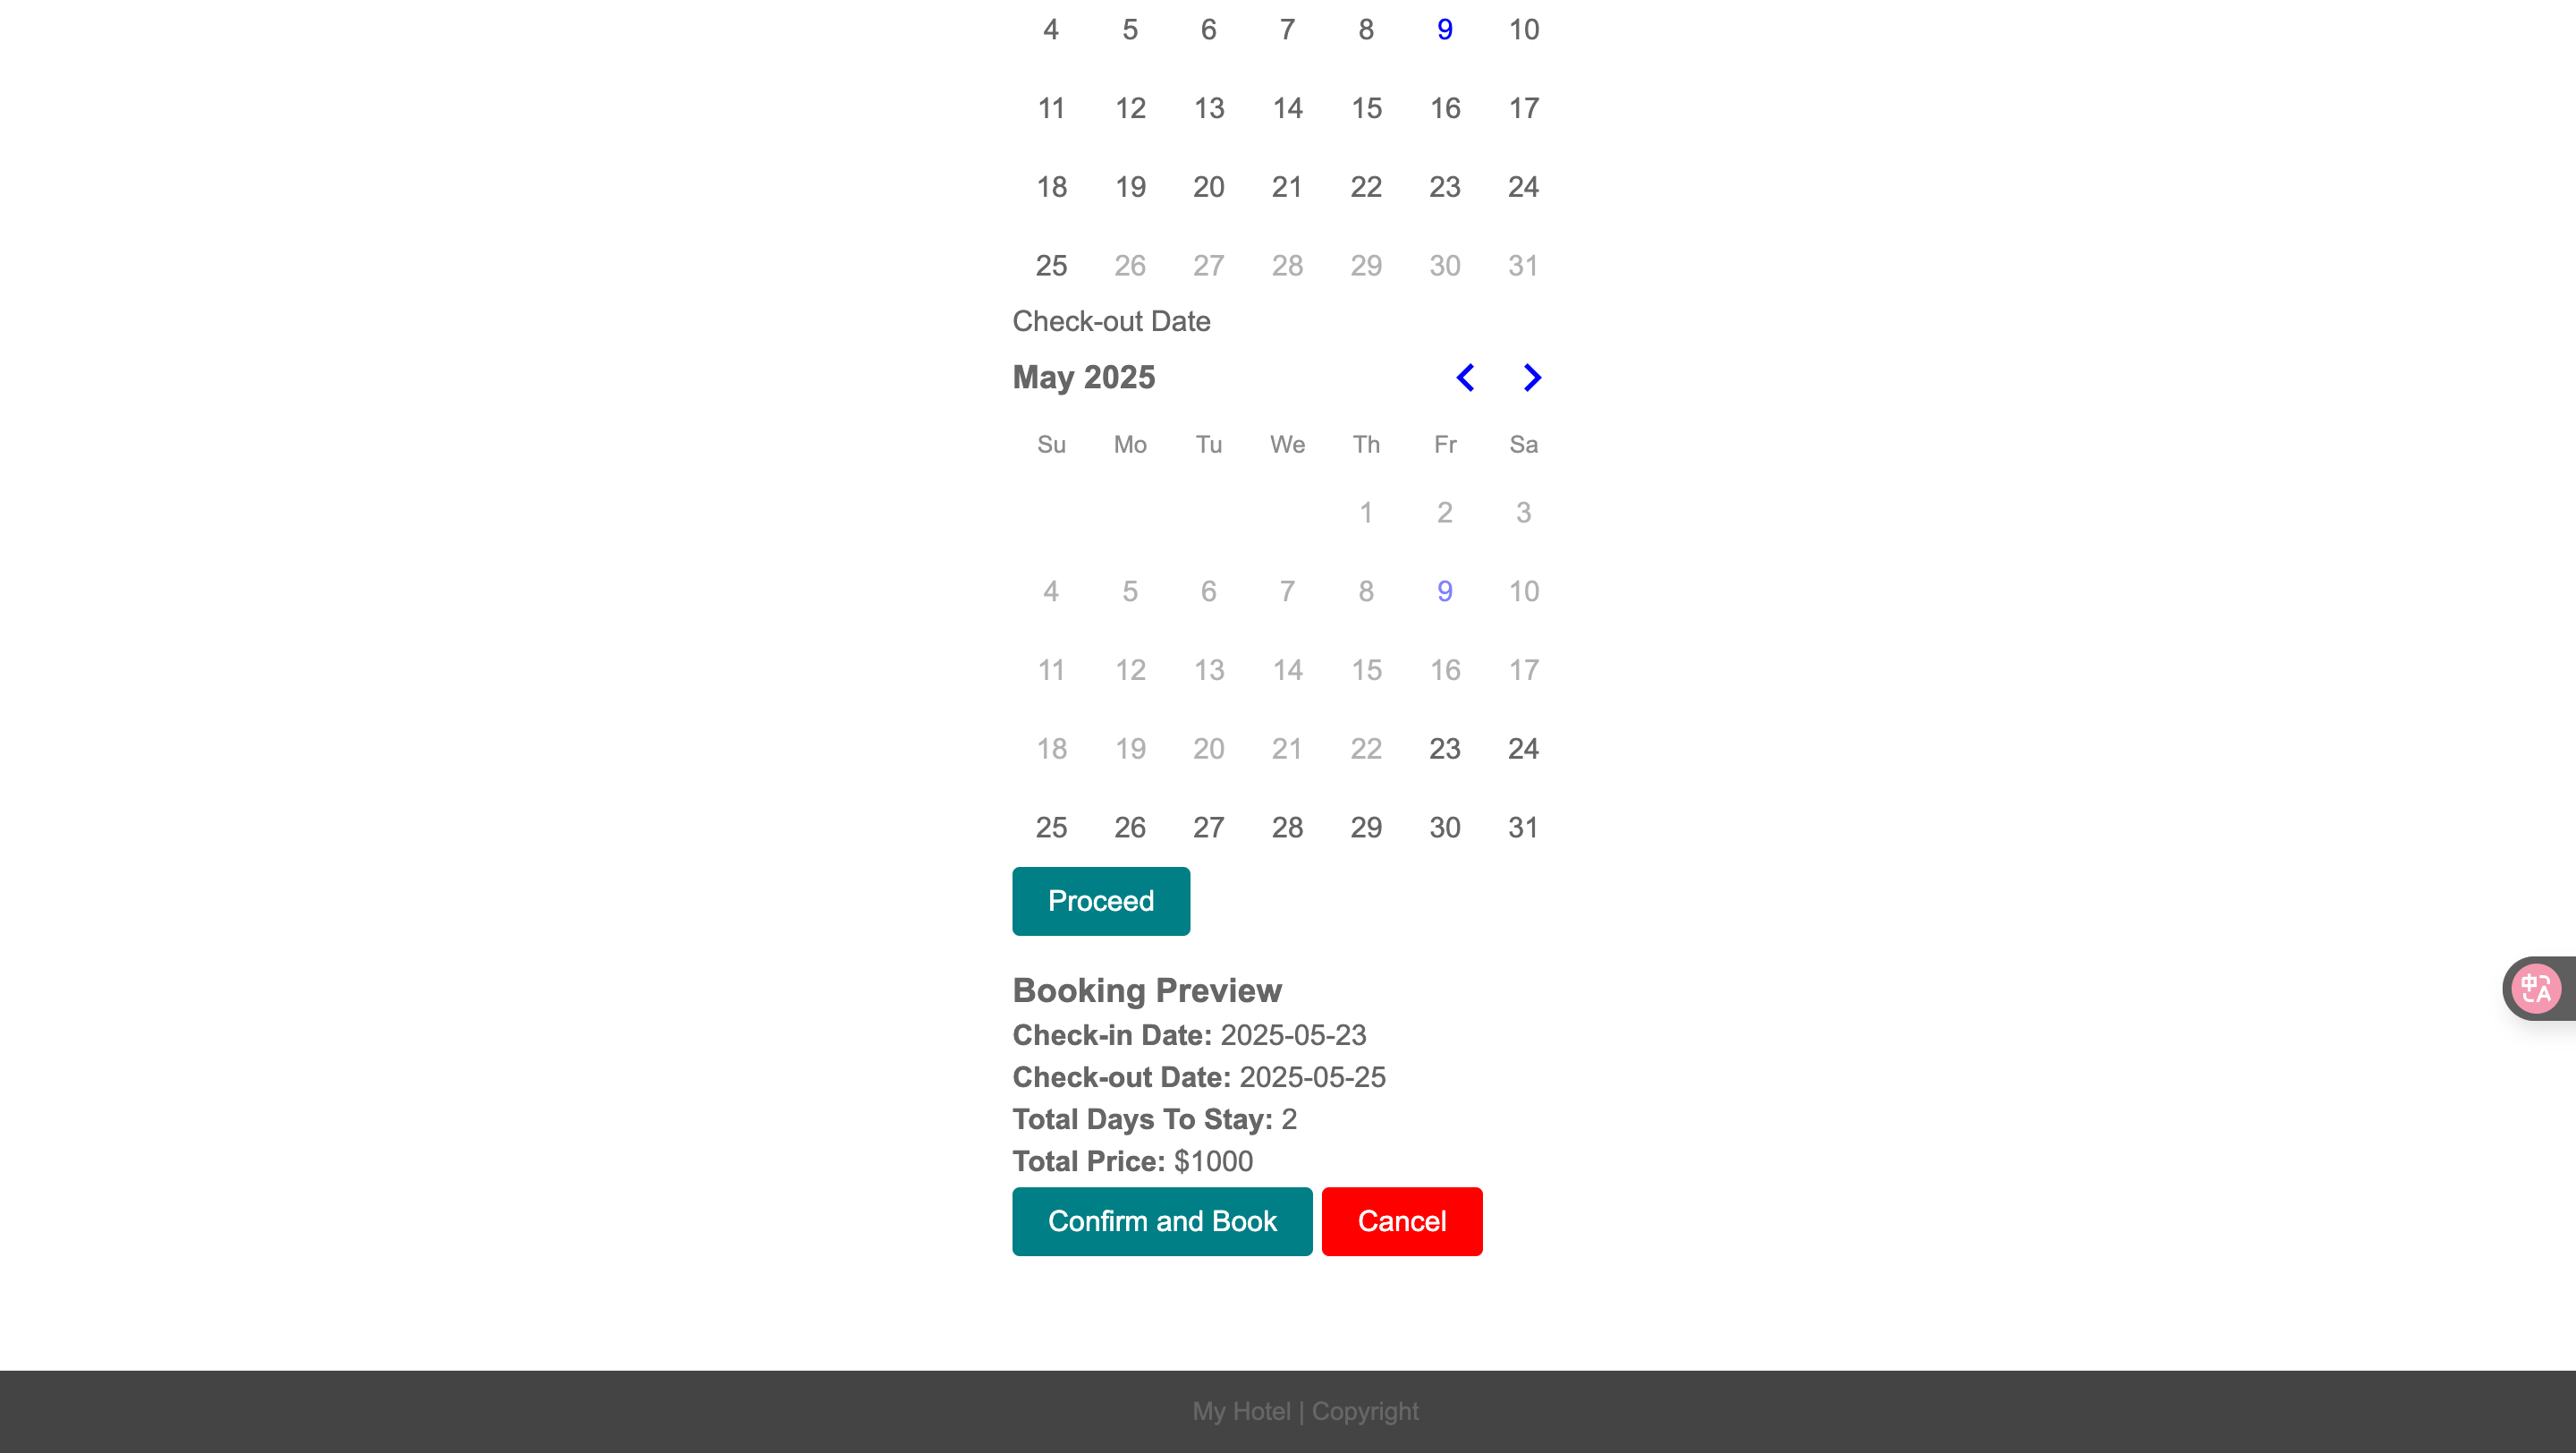 4 5 6 7 8 9 10
11 12 13 14 15 16 17
18 19 20 21 22 23 24
25 26 27 28 29 30 31
Check-out Date
May 2025
Su Mo Tu We Th Fr Sa
1 2 3
4 5 6 7 8 9 10
11 12 13 14 15 16 17
18 19 20 21 22 23 24
25 26 27 28 29 30 31
Proceed
Booking Preview
中 A
Check-in Date: 2025-05-23
Check-out Date: 2025-05-25
Total Days To Stay: 2
Total Price: $1000
Confirm and Book Cancel
My Hotel | Copyright